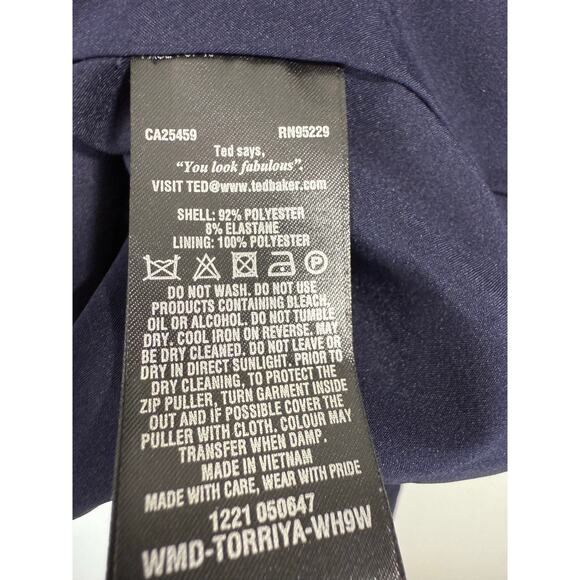 CA25459 RN95229
Ted says,
"You look fabulous".
VISIT TED@www.tedbaker.com
SHELL: 92% POLYESTER
8% ELASTANE
LINING: 100% POLYESTER
P
DO NOT WASH. DO NOT USE
PRODUCTS CONTAINING BLEACH,
OIL OR ALCOHOL. DO NOT TUMBLE
DRY. COOL IRON ON REVERSE. MAY
BE DRY CLEANED. DO NOT LEAVE OR
DRY IN DIRECT SUNLIGHT. PRIOR TO
DRY CLEANING, TO PROTECT THE
ZIP PULLER, TURN GARMENT INSIDE
OUT AND IF POSSIBLE COVER THE
PULLER WITH CLOTH. COLOUR MAY
TRANSFER WHEN DAMP.
MADE IN VIETNAM
MADE WITH CARE, WEAR WITH PRIDE
1221 050647
WMD-TORRIYA-WH9W